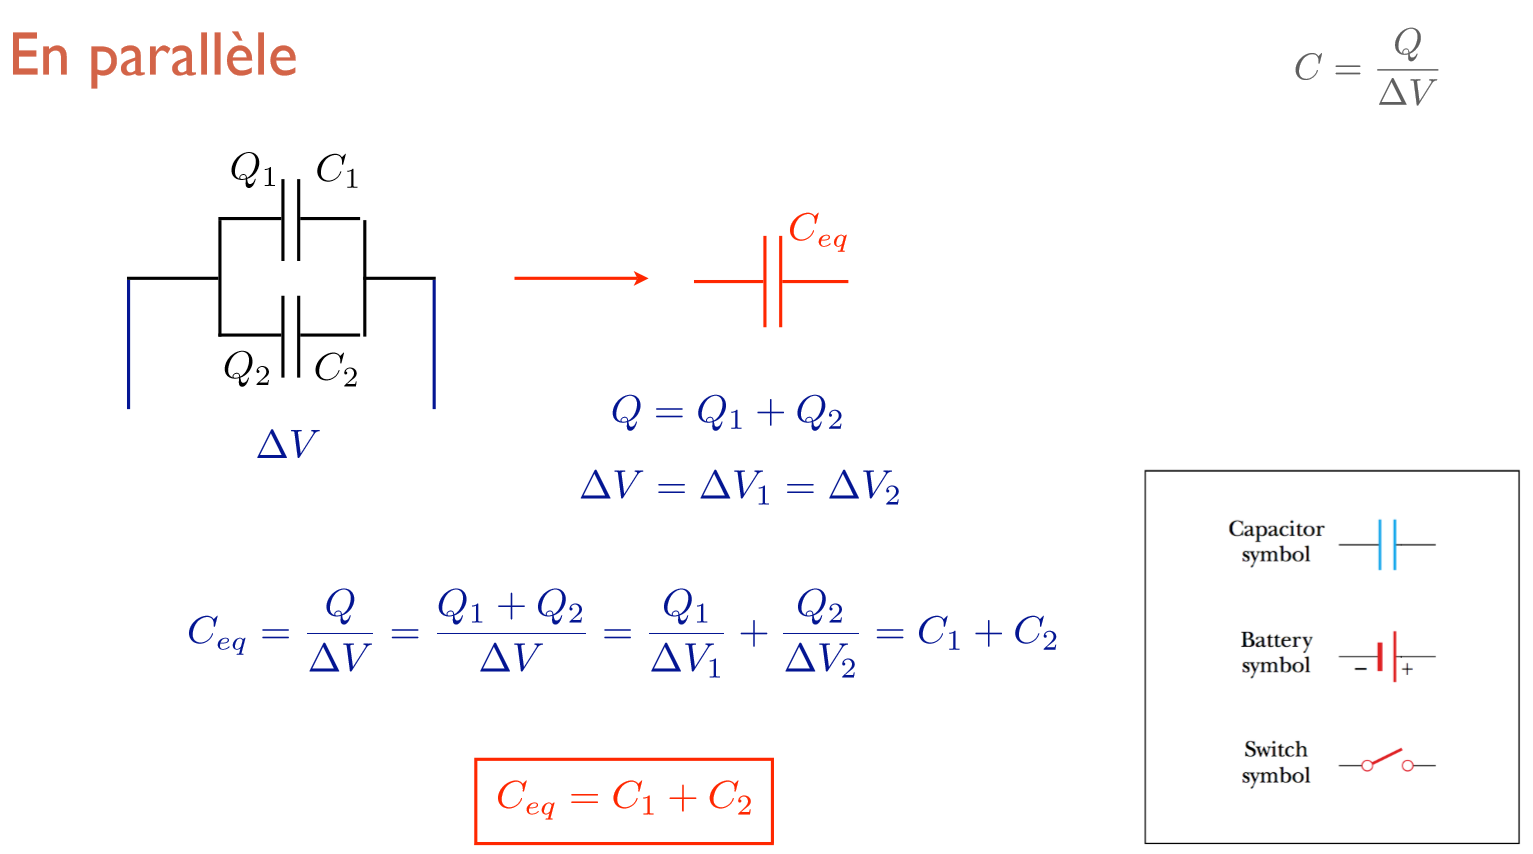 En parallèle
C = Q / ΔV
Q₁ C₁
C_eq
Q₂ C₂
Q = Q₁ + Q₂
ΔV
ΔV = ΔV₁ = ΔV₂
C_eq = Q / ΔV = (Q₁ + Q₂) / ΔV = Q₁ / ΔV₁ + Q₂ / ΔV₂ = C₁ + C₂
C_eq = C₁ + C₂
Capacitor
symbol
Battery
symbol
− +
Switch
symbol